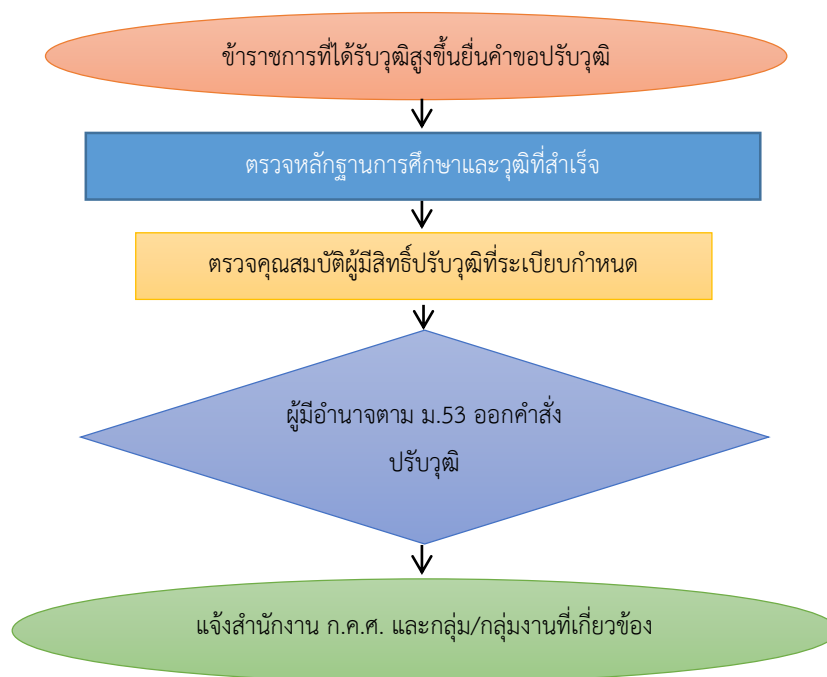 ข้าราชการที่ได้รับวุฒิสูงขึ้นยื่นคำขอปรับวุฒิ
ตรวจหลักฐานการศึกษาและวุฒิที่สำเร็จ
ตรวจคุณสมบัติผู้มีสิทธิ์ปรับวุฒิที่ระเบียบกำหนด
ผู้มีอำนาจตาม ม.53 ออกคำสั่ง
ปรับวุฒิ
แจ้งสำนักงาน ก.ค.ศ. และกลุ่ม/กลุ่มงานที่เกี่ยวข้อง